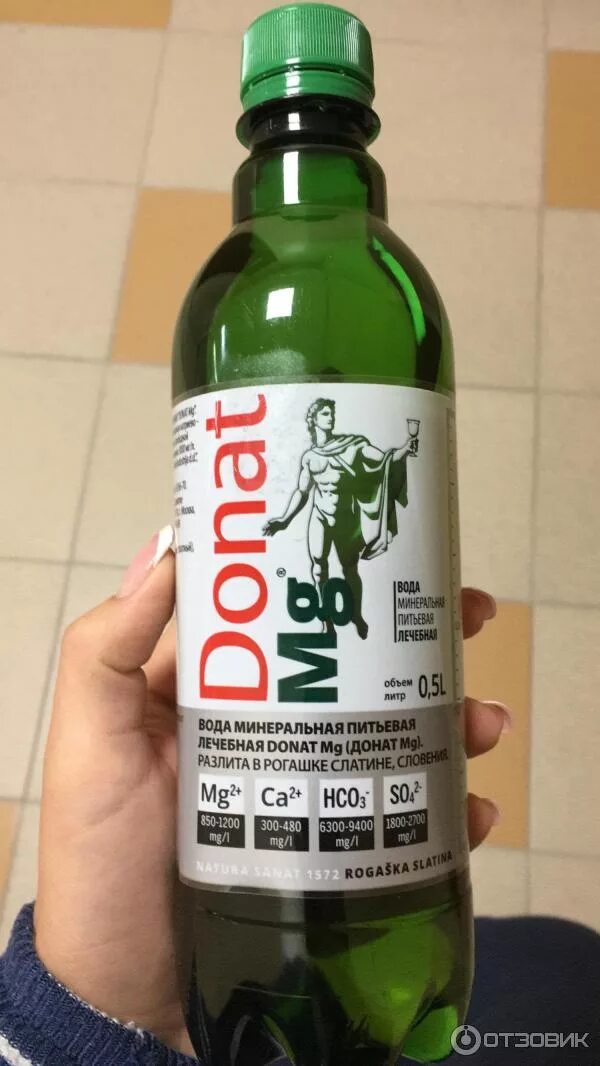 Donat
Mg®
ВОДА
МИНЕРАЛЬНАЯ
ПИТЬЕВАЯ
ЛЕЧЕБНАЯ
объем
литр 0,5L
ВОДА МИНЕРАЛЬНАЯ ПИТЬЕВАЯ
ЛЕЧЕБНАЯ DONAT Mg (ДОНАТ Mg).
РАЗЛИТА В РОГАШКЕ СЛАТИНЕ, СЛОВЕНИЯ.
Mg²⁺ Ca²⁺ HCO₃⁻ SO₄²⁻
850-1200 300-480 6300-9400 1800-2700
mg/l mg/l mg/l mg/l
NATURA SANAT 1572 ROGAŠKA SLATINA
ОТЗОВИК